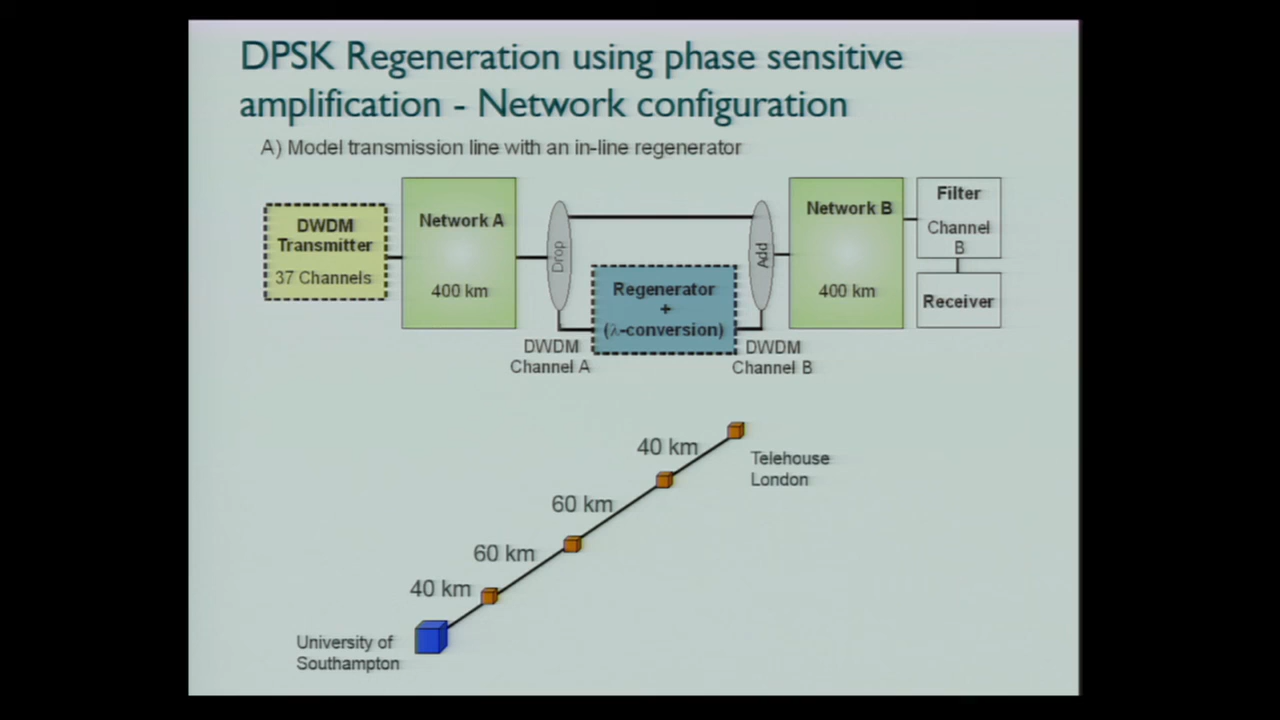 DPSK Regeneration using phase sensitive
amplification - Network configuration
A) Model transmission line with an in-line regenerator
DWDM
Transmitter
37 Channels
Network A
400 km
Drop
Regenerator
+
(λ-conversion)
DWDM
Channel A
Add
DWDM
Channel B
Network B
400 km
Filter
Channel
B
Receiver
40 km
Telehouse
London
60 km
60 km
40 km
University of
Southampton